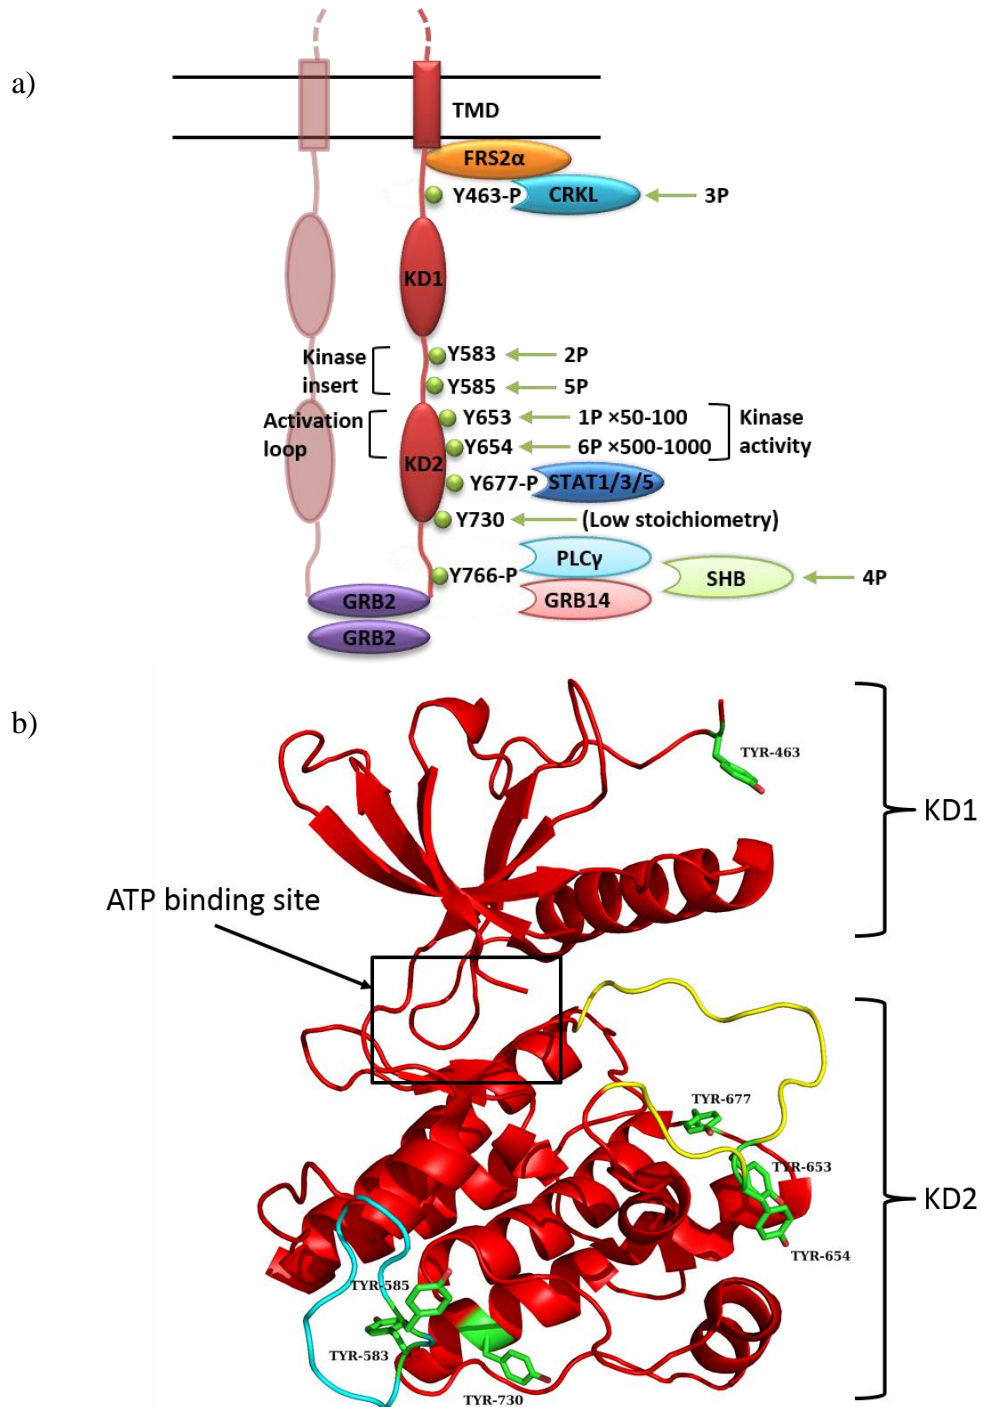 a)
TMD
FRS2α
Y463-P CRKL 3P
KD1
Kinase insert
Y583 2P
Y585 5P
Activation loop
Y653 1P ×50-100
Y654 6P ×500-1000
Kinase activity
KD2
Y677-P STAT1/3/5
Y730 (Low stoichiometry)
Y766-P
PLCγ
GRB14
SHB 4P
GRB2
GRB2
b)
TYR-463
KD1
ATP binding site
TYR-677
TYR-653
TYR-654
KD2
TYR-585
TYR-583
TYR-730